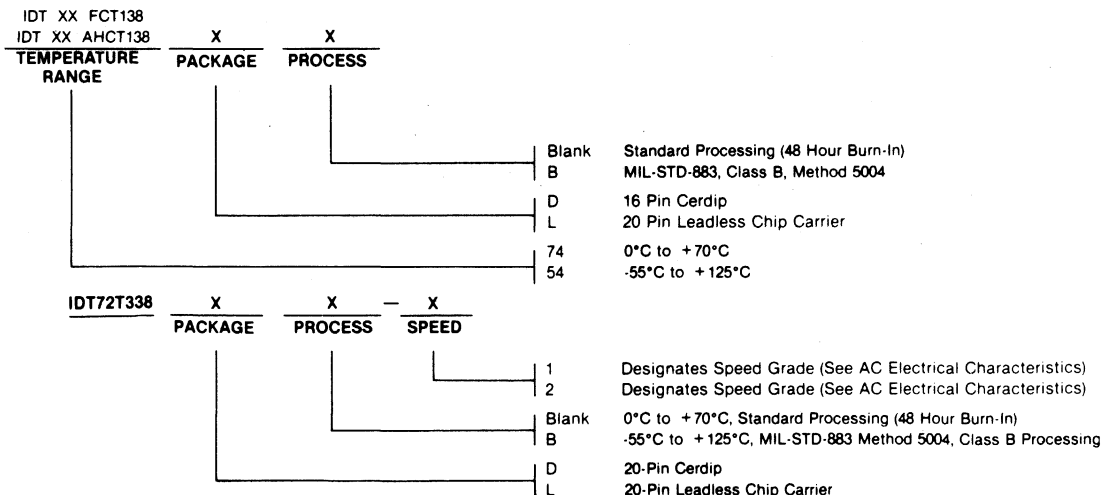 IDT XX FCT138
IDT XX AHCT138 X X
TEMPERATURE RANGE PACKAGE PROCESS
Blank Standard Processing (48 Hour Burn-In)
B MIL-STD-883, Class B, Method 5004
D 16 Pin Cerdip
L 20 Pin Leadless Chip Carrier
74 0°C to +70°C
54 -55°C to +125°C
IDT72T338 X X — X
PACKAGE PROCESS SPEED
1 Designates Speed Grade (See AC Electrical Characteristics)
2 Designates Speed Grade (See AC Electrical Characteristics)
Blank 0°C to +70°C, Standard Processing (48 Hour Burn-In)
B -55°C to +125°C, MIL-STD-883 Method 5004, Class B Processing
D 20-Pin Cerdip
L 20-Pin Leadless Chip Carrier